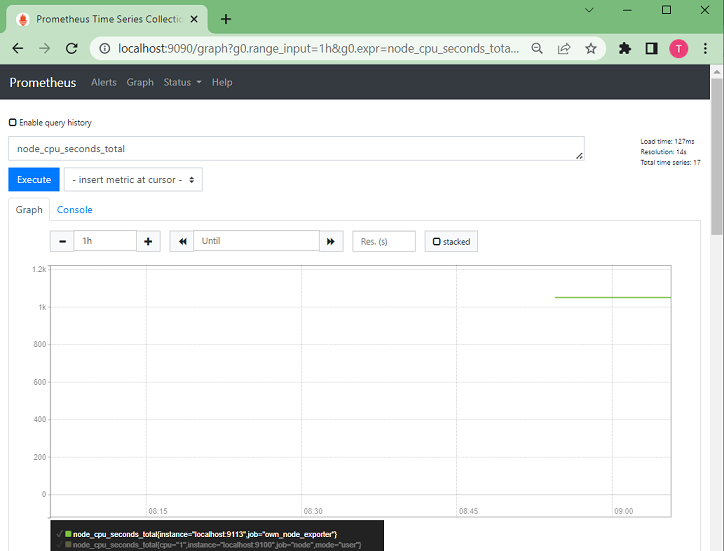 Prometheus Time Series Collectio
localhost:9090/graph?g0.range_input=1h&g0.expr=node_cpu_seconds_tota...
T
Prometheus Alerts Graph Status Help
Enable query history
node_cpu_seconds_total
Load time: 127ms
Resolution: 14s
Total time series: 17
Execute - insert metric at cursor -
Graph Console
1h Until Res. (s) stacked
1.2k
1k
800
600
400
200
0
08:15 08:30 08:45 09:00
node_cpu_seconds_total{instance="localhost:9113",job="own_node_exporter"}
node_cpu_seconds_total{cpu="1",instance="localhost:9100",job="node",mode="user"}